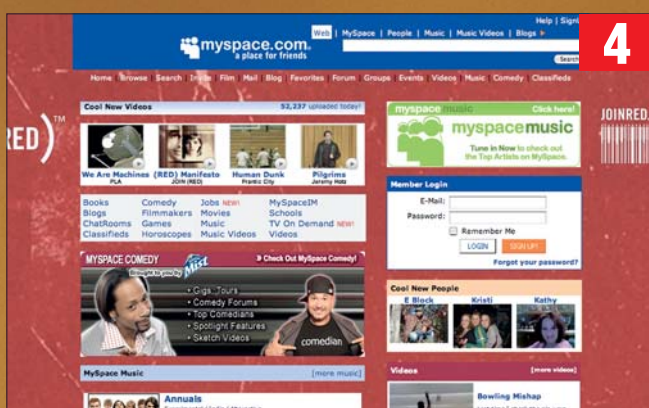 Help | SignU
Web | MySpace | People | Music | Music Videos | Blogs
myspace.com®
a place for friends
Search
4
Home Browse Search Invite Film Mail Blog Favorites Forum Groups Events Videos Music Comedy Classifieds
RED)™
JOINRED.
Cool New Videos
52,237 uploaded today!
We Are Machines
PLA
(RED) Manifesto
JOIN (RED)
Human Dunk
Prantiz City
Pilgrims
Jeremy Hotz
Books Comedy Jobs NEW! MySpaceIM
Blogs Filmmakers Movies Schools
ChatRooms Games Music TV On Demand NEW!
Classifieds Horoscopes Music Videos Videos
myspace music
Click here!
myspacemusic
Tune in Now to check out
the Top Artists on MySpace.
Member Login
E-Mail:
Password:
Remember Me
LOGIN SIGN UP!
Forgot your password?
MYSPACE COMEDY
Brought to you by
Mist
Check Out MySpace Comedy!
• Gigs, Tours
• Comedy Forums
• Top Comedians
• Spotlight Features
• Sketch Videos
comedian
Cool New People
E Block Kristi Kathy
MySpace Music
[more music]
Annuals
Videos
[more videos]
Bowling Mishap